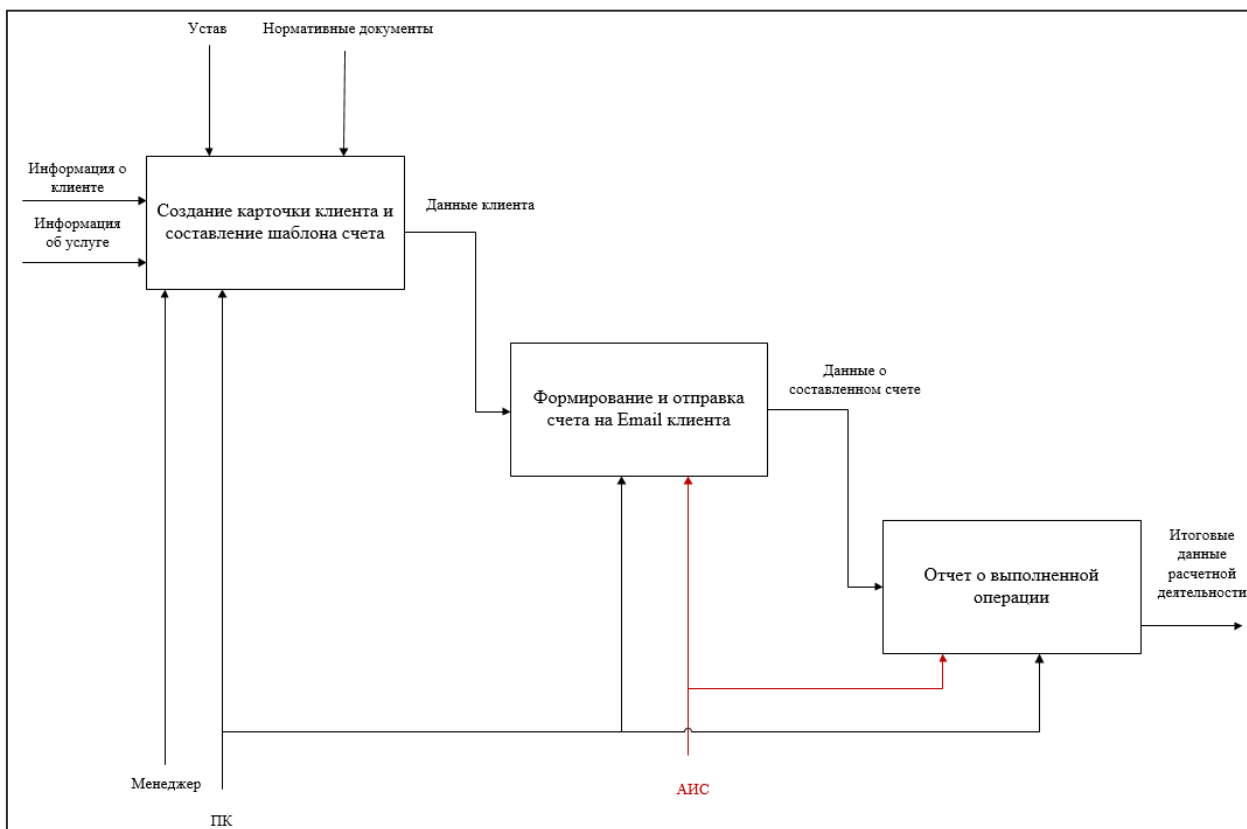 Устав
Нормативные документы
Информация о
клиенте
Информация
об услуге
Создание карточки клиента и
составление шаблона счета
Данные клиента
Формирование и отправка
счета на Email клиента
Данные о
составленном счете
Отчет о выполненной
операции
Итоговые
данные
расчетной
деятельности
Менеджер
ПК
АИС